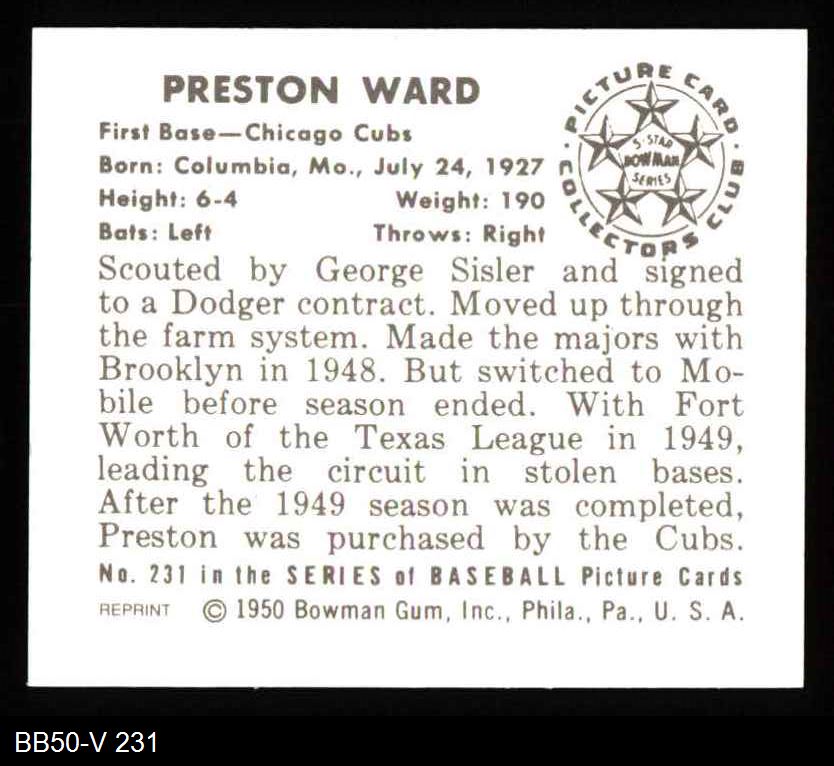 PRESTON WARD
First Base—Chicago Cubs
Born: Columbia, Mo., July 24, 1927
Height: 6-4 Weight: 190
Bats: Left Throws: Right
· PICTURE CARD ·
COLLECTORS CLUB
5-STAR
BOWMAN
SERIES
Scouted by George Sisler and signed
to a Dodger contract. Moved up through
the farm system. Made the majors with
Brooklyn in 1948. But switched to Mo-
bile before season ended. With Fort
Worth of the Texas League in 1949,
leading the circuit in stolen bases.
After the 1949 season was completed,
Preston was purchased by the Cubs.
No. 231 in the SERIES of BASEBALL Picture Cards
REPRINT © 1950 Bowman Gum, Inc., Phila., Pa., U. S. A.
BB50-V 231